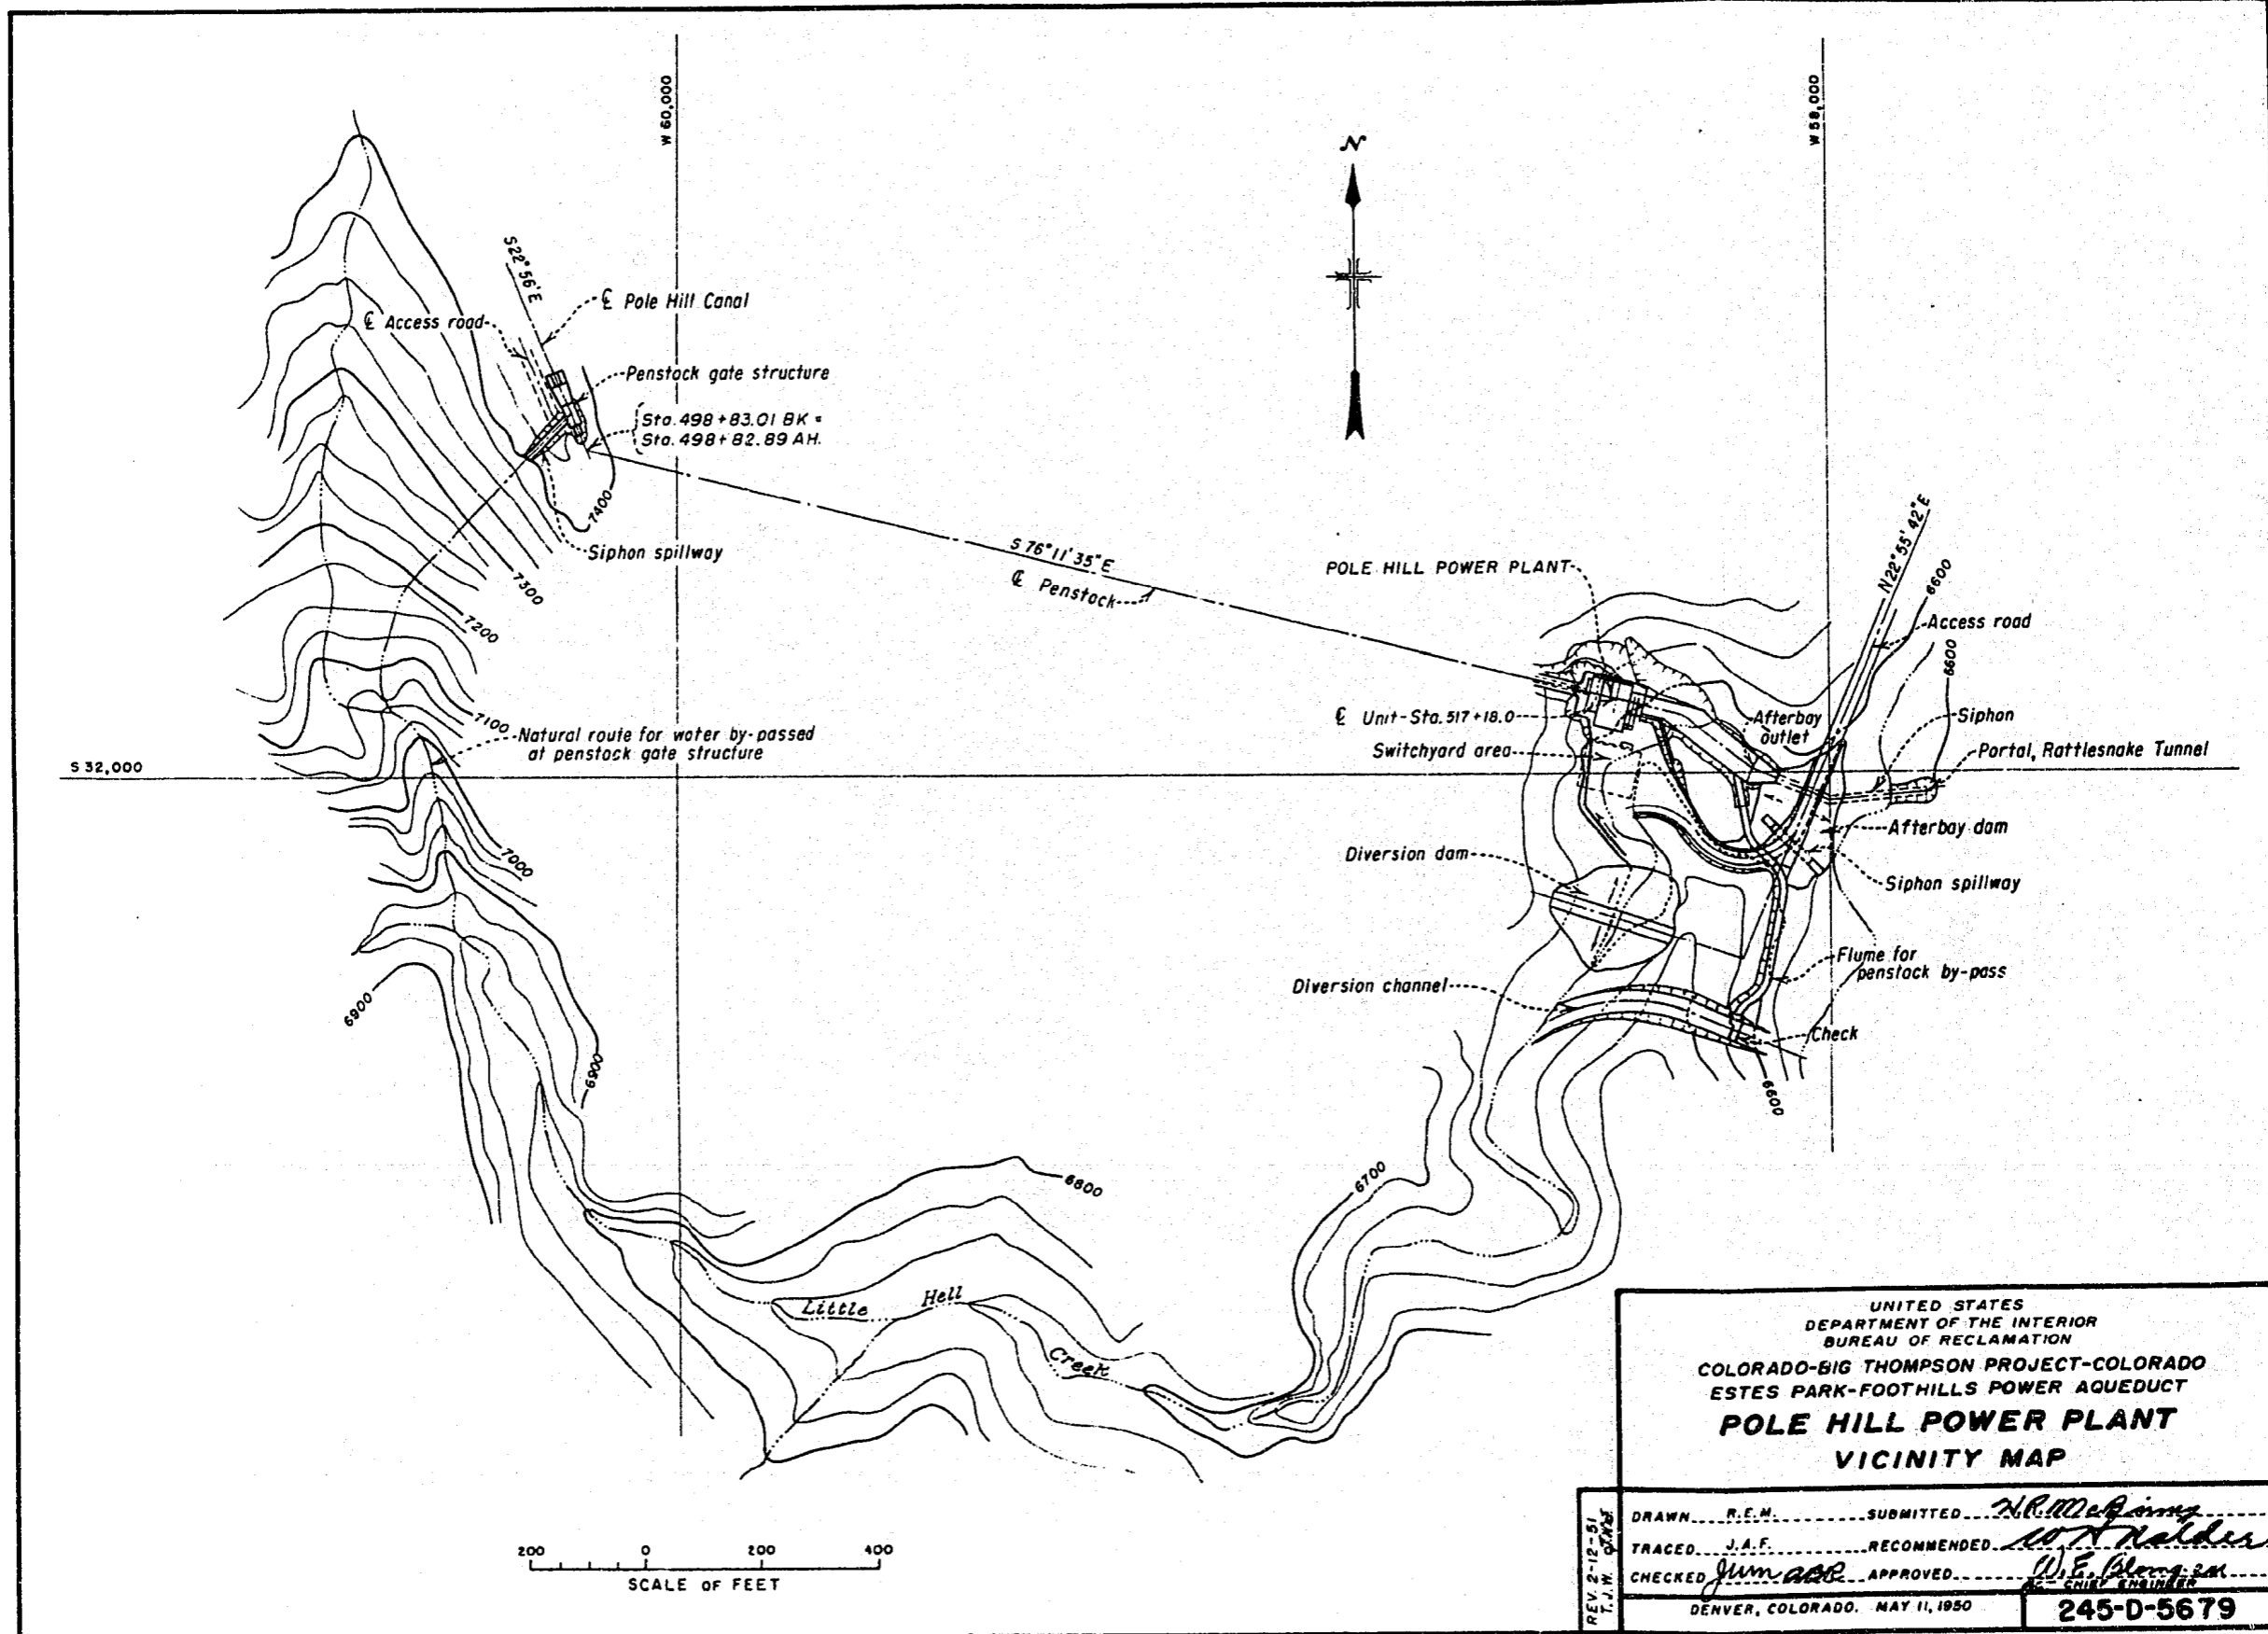 W 60,000
W 58,000
N
S22°56'E
℄ Pole Hill Canal
℄ Access road
Penstock gate structure
Sta. 498+83.01 BK =
Sta. 498+82.89 AH.
7400
Siphon spillway
7300
7200
7100
Natural route for water by-passed
at penstock gate structure
S 32,000
7000
6900
6900
S 76°11'35"E
℄ Penstock
POLE HILL POWER PLANT
N22°55'42"E
6600
Access road
6600
℄ Unit-Sta. 517+18.0
Afterbay
outlet
Siphon
Switchyard area
Portal, Rattlesnake Tunnel
Afterbay dam
Diversion dam
Siphon spillway
Flume for
penstock by-pass
Diversion channel
Check
6600
6800
6700
Little Hell
Creek
200 0 200 400
SCALE OF FEET
UNITED STATES
DEPARTMENT OF THE INTERIOR
BUREAU OF RECLAMATION
COLORADO-BIG THOMPSON PROJECT-COLORADO
ESTES PARK-FOOTHILLS POWER AQUEDUCT
POLE HILL POWER PLANT
VICINITY MAP
REV. 2-12-51
T.J.W.
DRAWN R.E.M. SUBMITTED
TRACED J.A.F. RECOMMENDED
CHECKED APPROVED
CHIEF ENGINEER
DENVER, COLORADO. MAY 11, 1950
245-D-5679